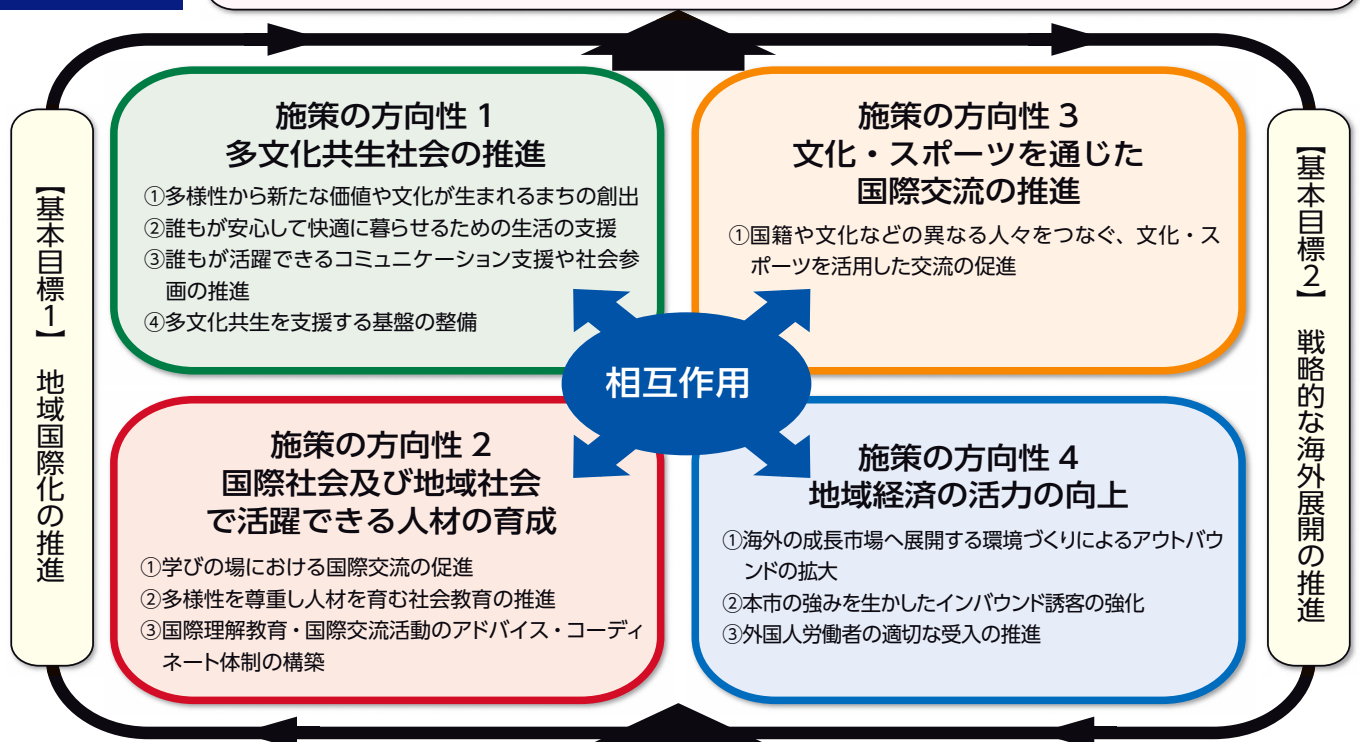 【基本目標1】 地域国際化の推進
施策の方向性 1
多文化共生社会の推進
①多様性から新たな価値や文化が生まれるまちの創出
②誰もが安心して快適に暮らせるための生活の支援
③誰もが活躍できるコミュニケーション支援や社会参
画の推進
④多文化共生を支援する基盤の整備
施策の方向性 2
国際社会及び地域社会
で活躍できる人材の育成
①学びの場における国際交流の促進
②多様性を尊重し人材を育む社会教育の推進
③国際理解教育・国際交流活動のアドバイス・コーディ
ネート体制の構築
相互作用
施策の方向性 3
文化・スポーツを通じた
国際交流の推進
①国籍や文化などの異なる人々をつなぐ、文化・ス
ポーツを活用した交流の促進
施策の方向性 4
地域経済の活力の向上
①海外の成長市場へ展開する環境づくりによるアウトバウ
ンドの拡大
②本市の強みを生かしたインバウンド誘客の強化
③外国人労働者の適切な受入の推進
【基本目標2】 戦略的な海外展開の推進